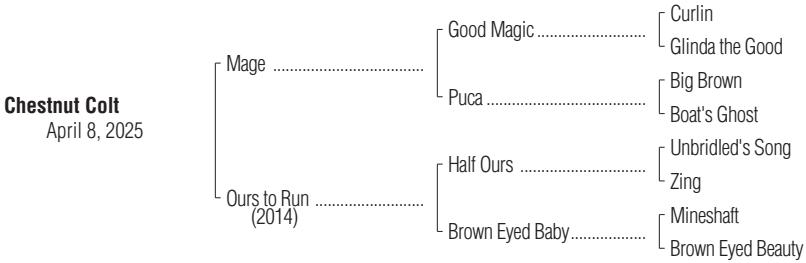 Chestnut Colt
April 8, 2025
Mage ..................................
Ours to Run ........................
(2014)
Good Magic ........................
Puca ...................................
Half Ours ............................
Brown Eyed Baby.................
Curlin
Glinda the Good
Big Brown
Boat's Ghost
Unbridled's Song
Zing
Mineshaft
Brown Eyed Beauty